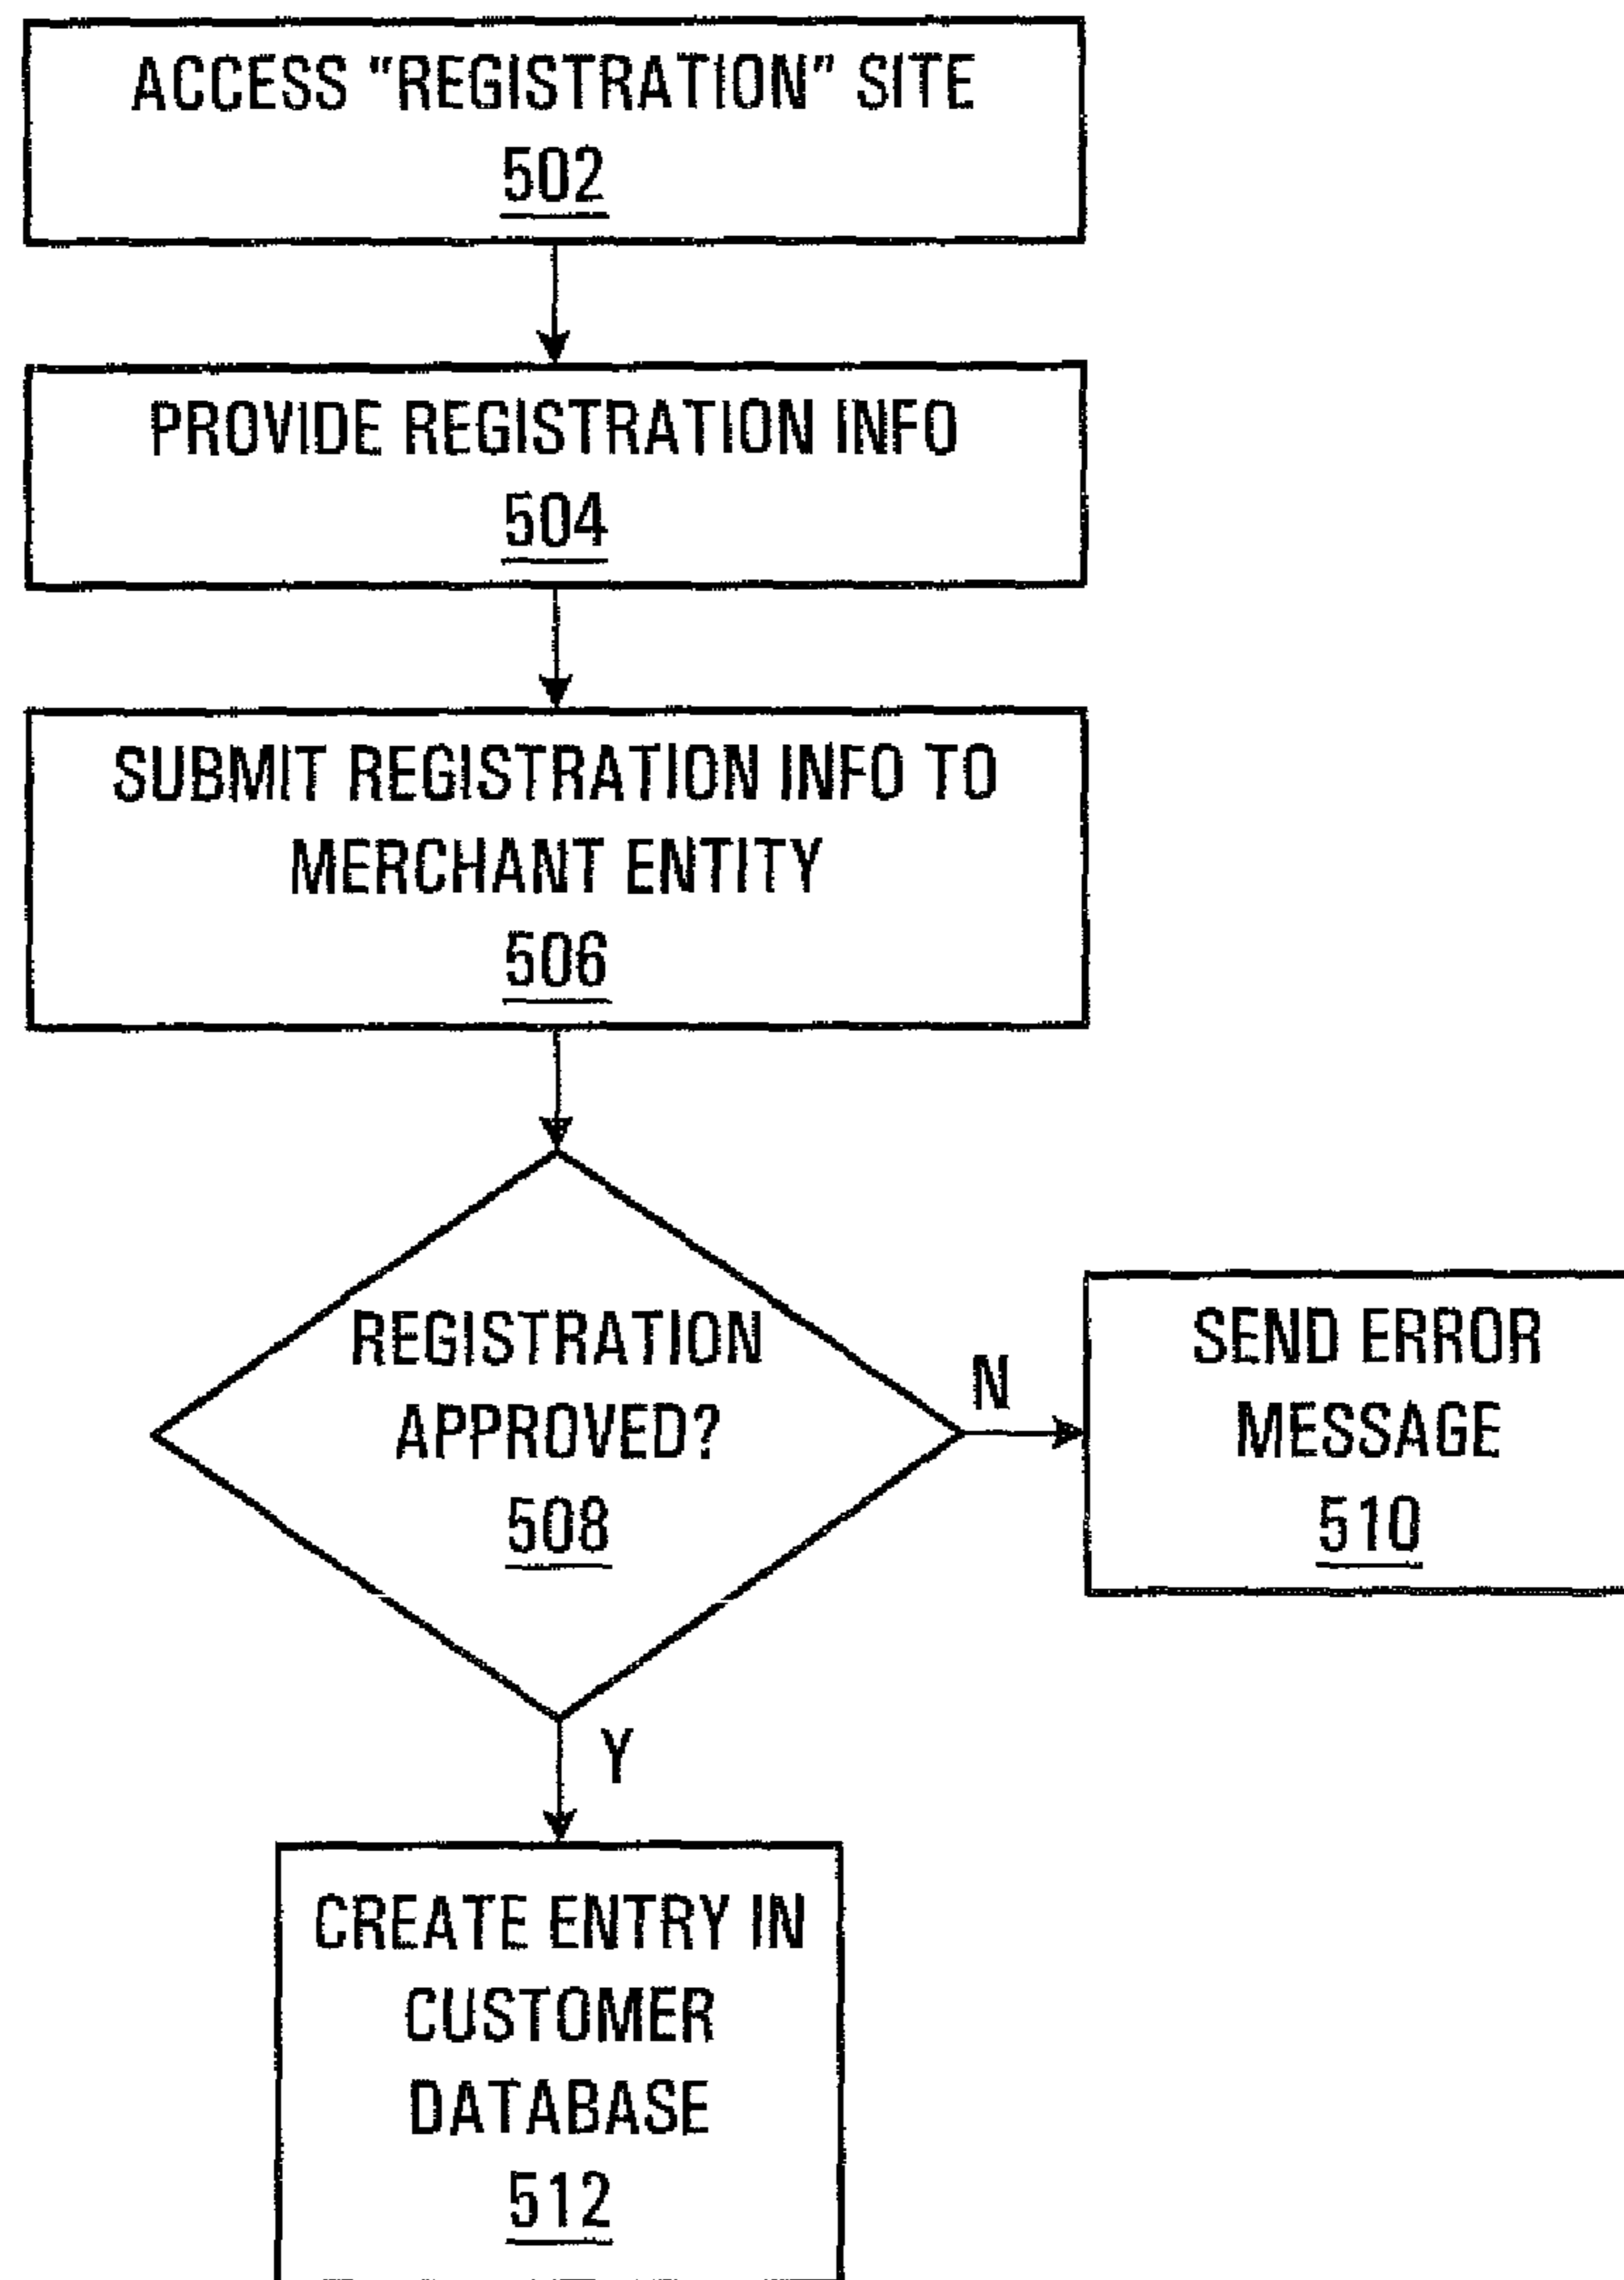 ACCESS "REGISTRATION" SITE
502
PROVIDE REGISTRATION INFO
504
SUBMIT REGISTRATION INFO TO
MERCHANT ENTITY
506
REGISTRATION
APPROVED?
508
N
SEND ERROR
MESSAGE
510
Y
CREATE ENTRY IN
CUSTOMER
DATABASE
512